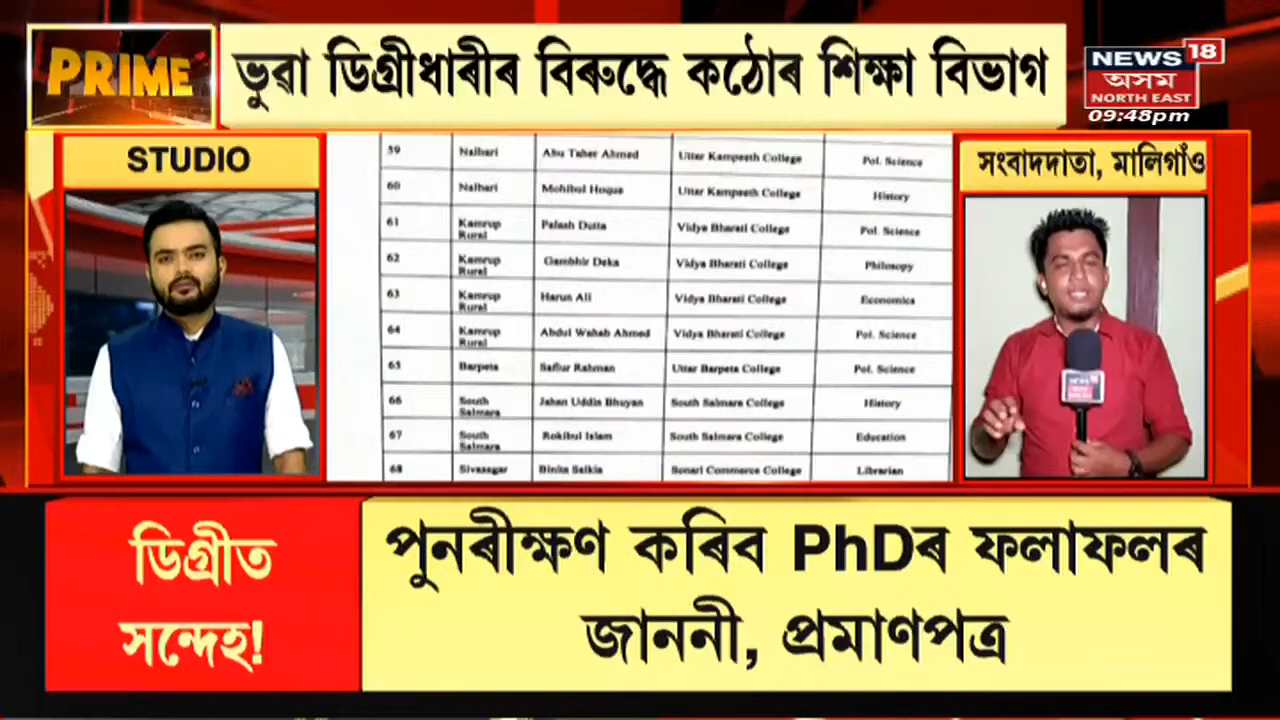 PRIME
ভুৱা ডিগ্ৰীধাৰীৰ বিৰুদ্ধে কঠোৰ শিক্ষা বিভাগ
NEWS 18
অসম
NORTH EAST
09:48pm
STUDIO
সংবাদদাতা, মালিগাঁও
59 Nalbari Abu Taher Ahmed Uttar Kampeeth College Pol. Science
60 Nalbari Mohibul Hoque Uttar Kampeeth College History
61 Kamrup Rural Palash Dutta Vidya Bharati College Pol. Science
62 Kamrup Rural Gambhir Deka Vidya Bharati College Philosopy
63 Kamrup Rural Harun Ali Vidya Bharati College Economics
64 Kamrup Rural Abdul Wahab Ahmed Vidya Bharati College Pol. Science
65 Barpeta Safiur Rahman Uttar Barpeta College Pol. Science
66 South Salmara Jahan Uddin Bhuyan South Salmara College History
67 South Salmara Rokibul Islam South Salmara College Education
68 Sivasagar Binita Saikia Sonari Commerce College Librarian
ডিগ্ৰীত
সন্দেহ!
পুনৰীক্ষণ কৰিব PhDৰ ফলাফলৰ
জাননী, প্ৰমাণপত্ৰ